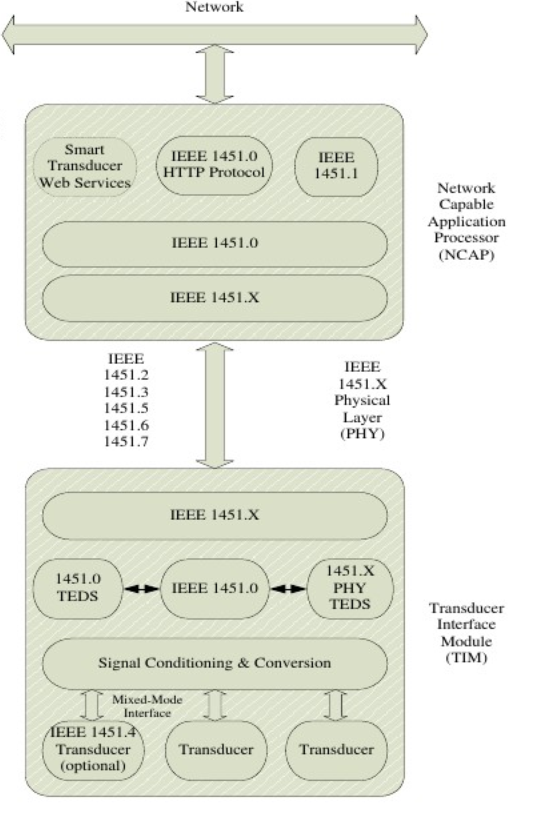 Network
Smart
Transducer
Web Services
IEEE 1451.0
HTTP Protocol
IEEE
1451.1
IEEE 1451.0
IEEE 1451.X
Network
Capable
Application
Processor
(NCAP)
IEEE
1451.2
1451.3
1451.5
1451.6
1451.7
IEEE
1451.X
Physical
Layer
(PHY)
IEEE 1451.X
1451.0
TEDS
IEEE 1451.0
1451.X
PHY
TEDS
Transducer
Interface
Module
(TIM)
Signal Conditioning & Conversion
Mixed-Mode
Interface
IEEE 1451.4
Transducer
(optional)
Transducer
Transducer